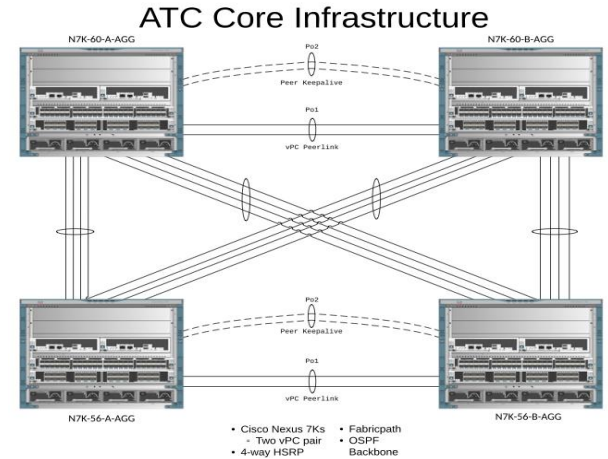 ATC Core Infrastructure
N7K-60-A-AGG
N7K-60-B-AGG
Po2
Peer Keepalive
Po1
vPC Peerlink
Po2
Peer Keepalive
Po1
vPC Peerlink
N7K-56-A-AGG
N7K-56-B-AGG
• Cisco Nexus 7Ks
- Two vPC pair
• 4-way HSRP
• Fabricpath
• OSPF
Backbone